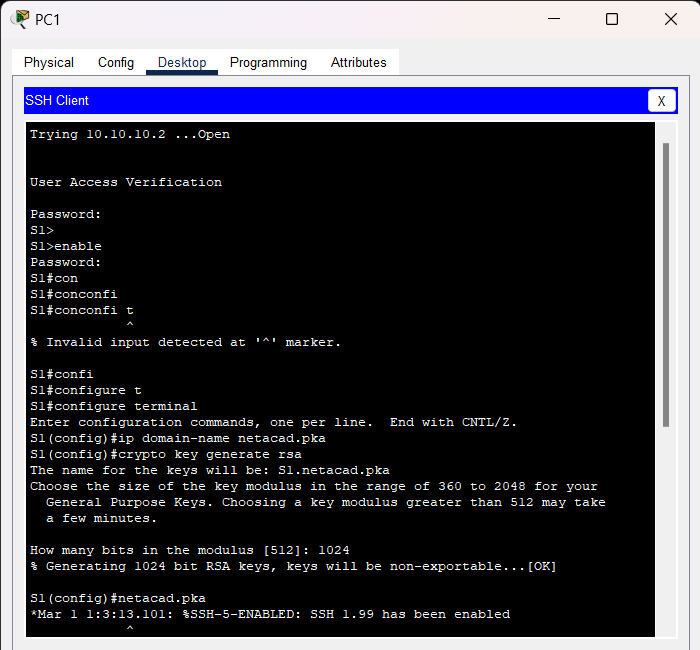 PC1
Physical Config Desktop Programming Attributes
SSH Client X
Trying 10.10.10.2 ...Open
User Access Verification
Password:
S1>
S1>enable
Password:
S1#con
S1#conconfi
S1#conconfi t
^
% Invalid input detected at '^' marker.
S1#confi
S1#configure t
S1#configure terminal
Enter configuration commands, one per line.  End with CNTL/Z.
S1(config)#ip domain-name netacad.pka
S1(config)#crypto key generate rsa
The name for the keys will be: S1.netacad.pka
Choose the size of the key modulus in the range of 360 to 2048 for your
General Purpose Keys. Choosing a key modulus greater than 512 may take
a few minutes.
How many bits in the modulus [512]: 1024
% Generating 1024 bit RSA keys, keys will be non-exportable...[OK]
S1(config)#netacad.pka
*Mar 1 1:3:13.101: %SSH-5-ENABLED: SSH 1.99 has been enabled
^